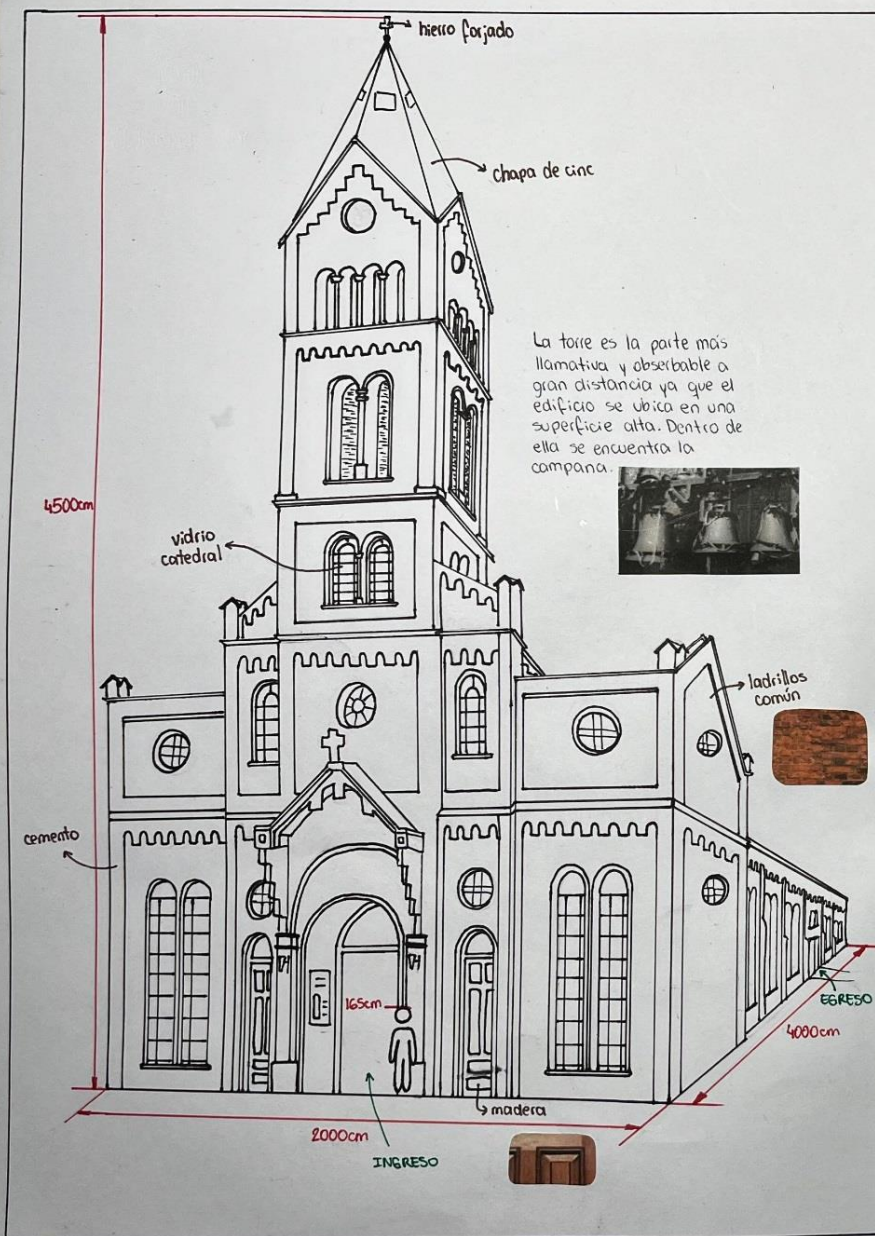 hierro forjado
chapa de cinc
La torre es la parte más
llamativa y obserbable a
gran distancia ya que el
edificio se ubica en una
superficie alta. Dentro de
ella se encuentra la
campana.
4500cm
vidrio
catedral
ladrillos
común
cemento
165cm
EGRESO
4000cm
madera
2000cm
INGRESO